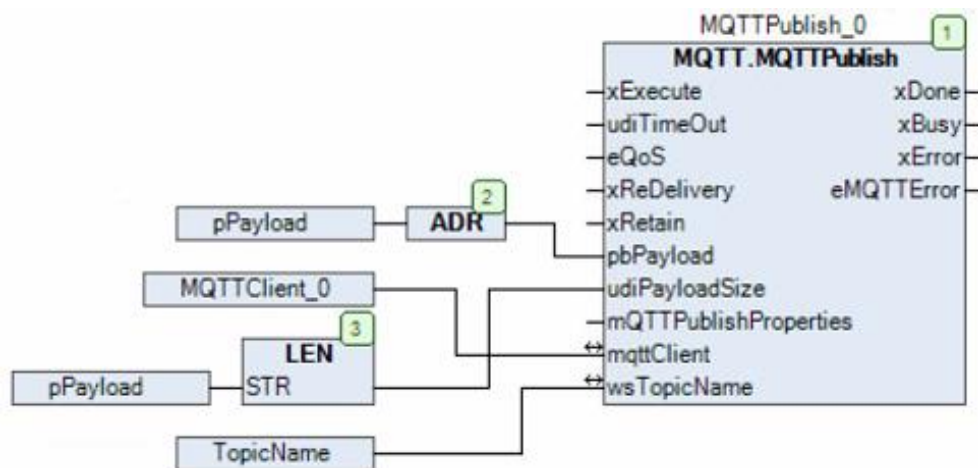 MQTTPublish_0
1
MQTT.MQTTPublish
xExecute xDone
udiTimeOut xBusy
eQoS xError
xReDelivery eMQTTError
2
pPayload ADR xRetain
pbPayload
MQTTClient_0 udiPayloadSize
3
mQTTPublishProperties
LEN mqttClient
pPayload STR wsTopicName
TopicName